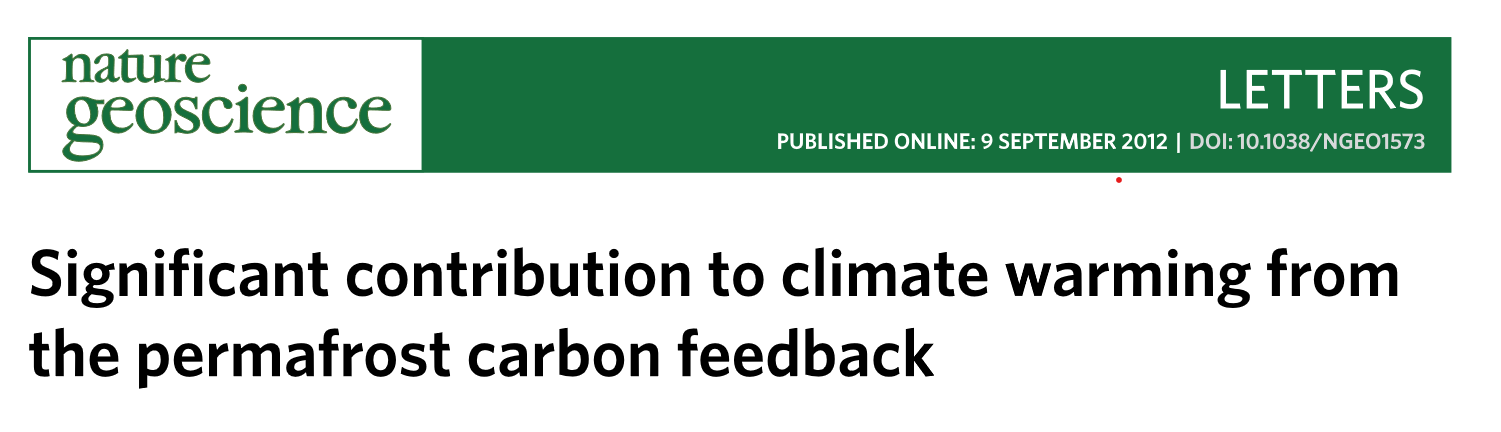 nature
geoscience
LETTERS
PUBLISHED ONLINE: 9 SEPTEMBER 2012 | DOI: 10.1038/NGEO1573
Significant contribution to climate warming from
the permafrost carbon feedback